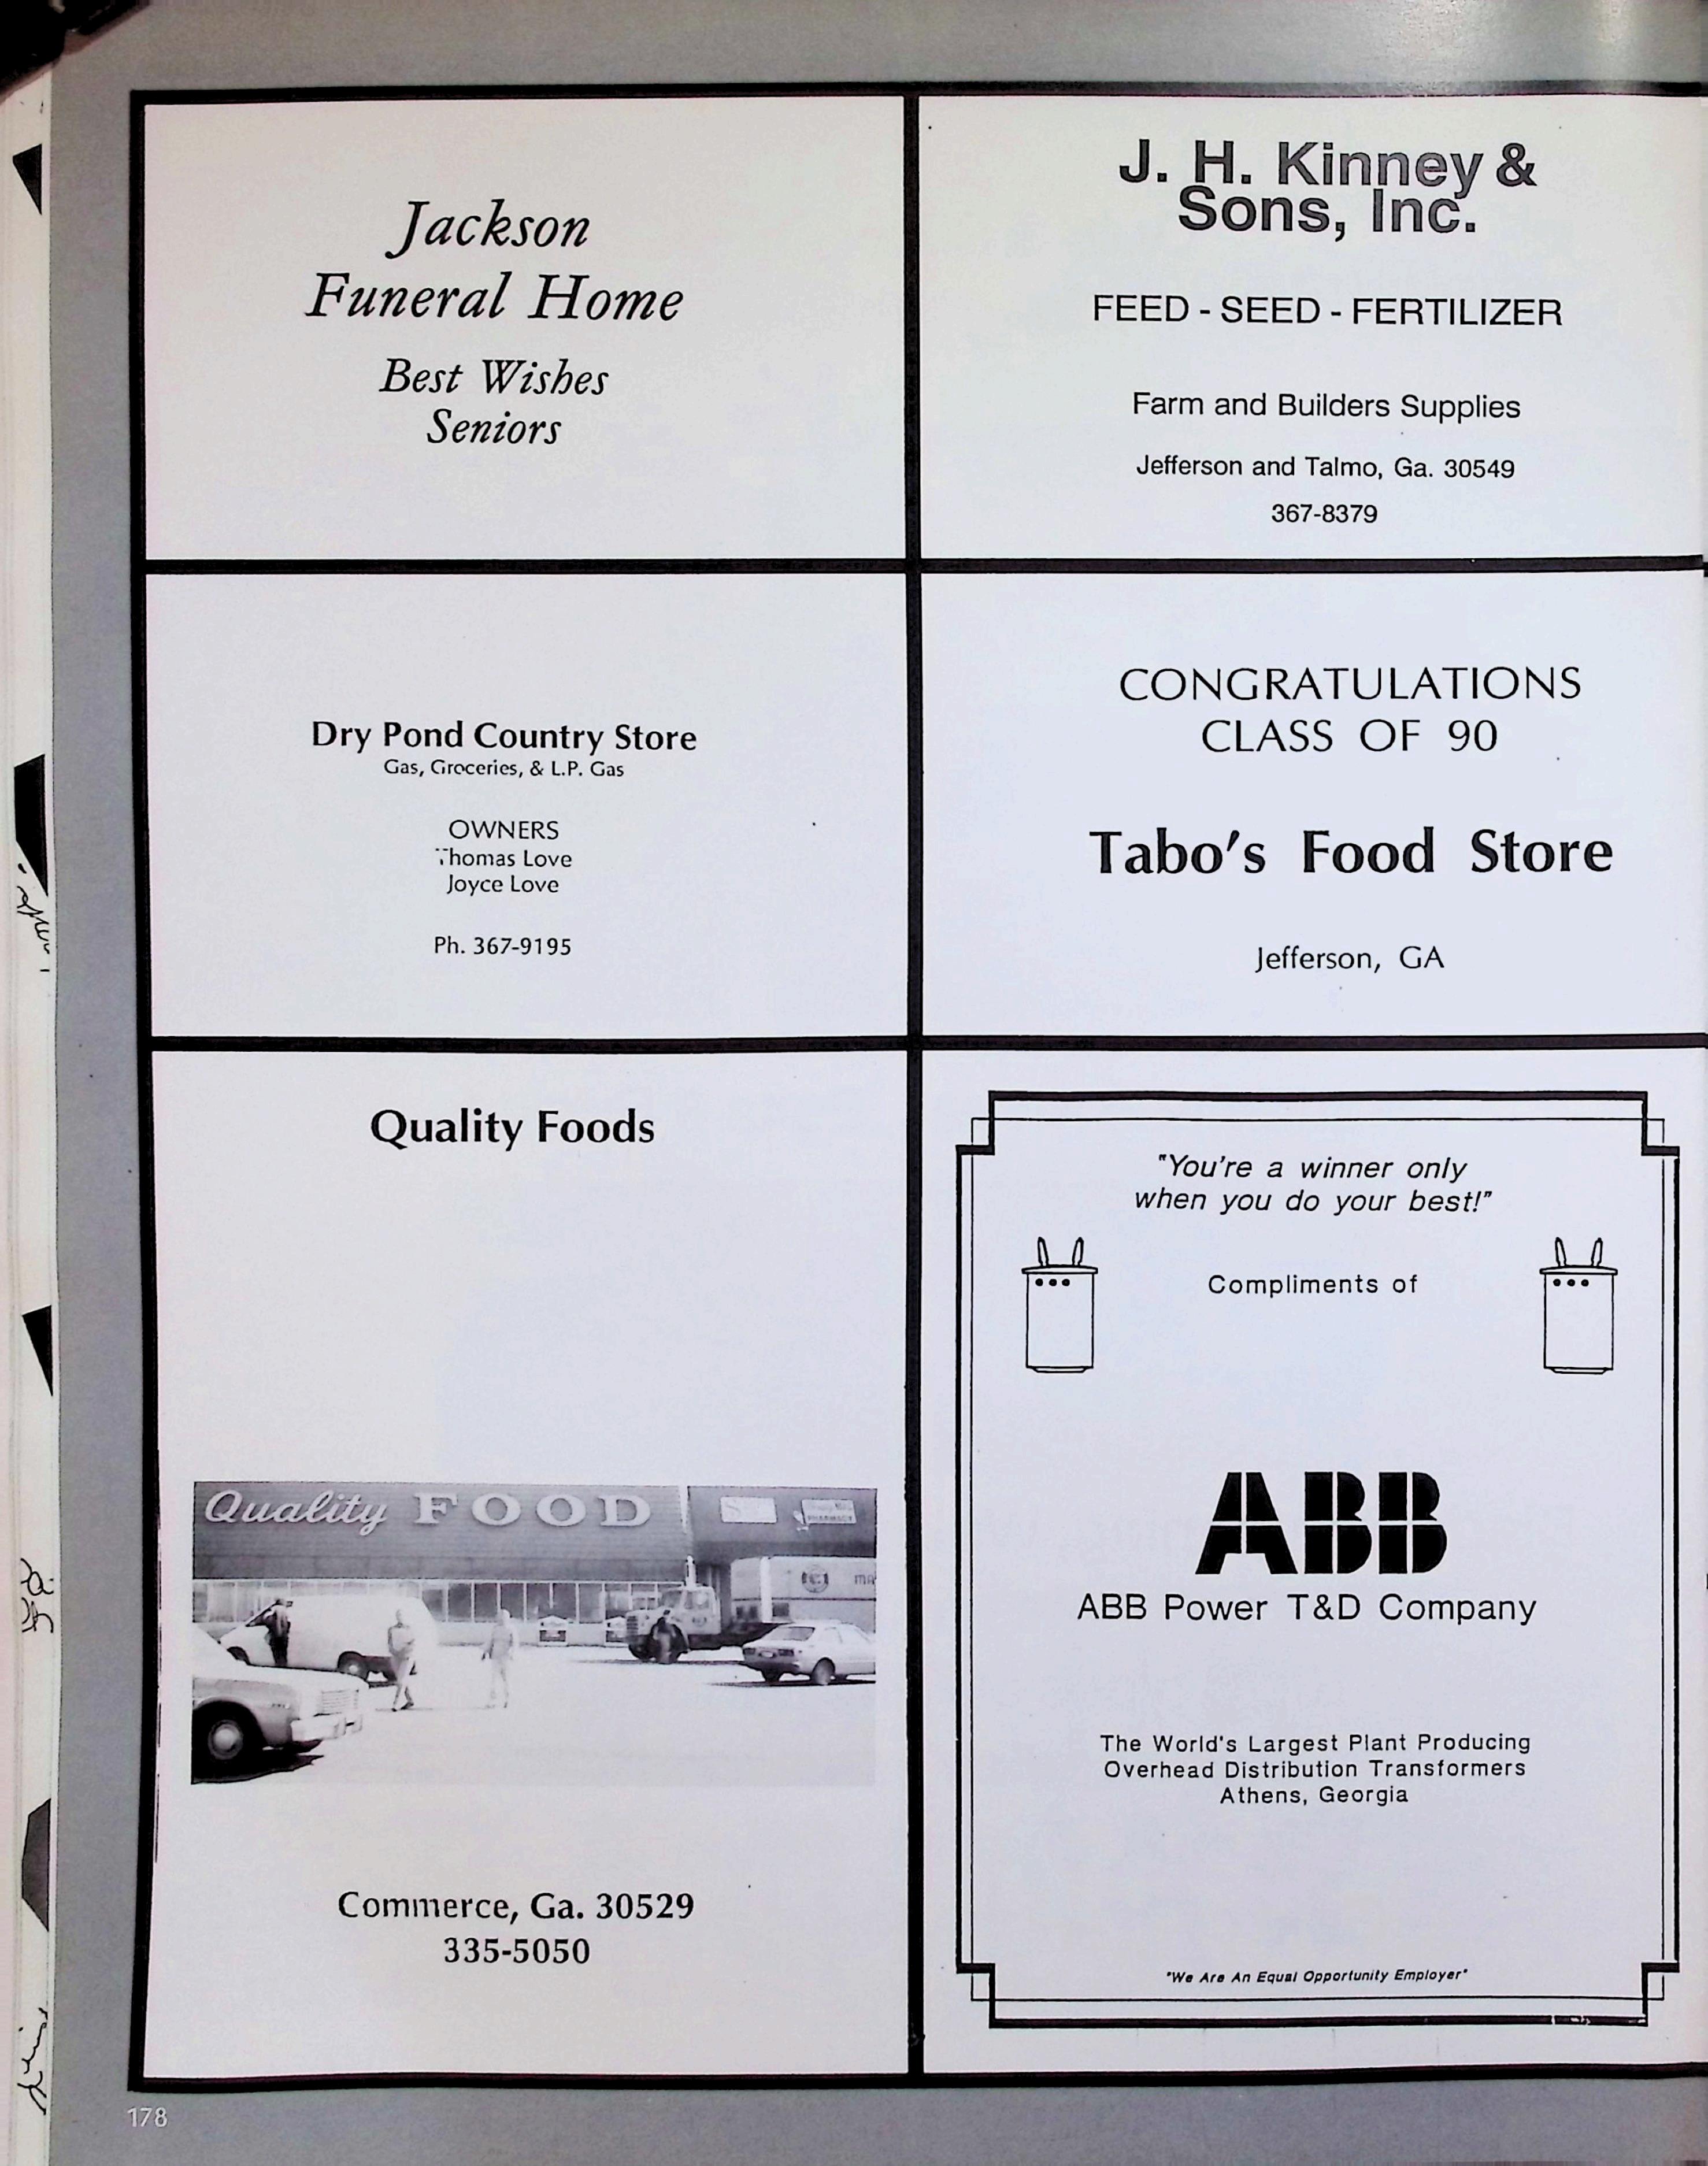 Jackson
Funeral Home
Best Wishes
Seniors
J. H. Kinney &
Sons, Inc.
FEED - SEED - FERTILIZER
Farm and Builders Supplies
Jefferson and Talmo, Ga. 30549
367-8379
Dry Pond Country Store
Gas, Groceries, & L.P. Gas
OWNERS
Thomas Love
Joyce Love
Ph. 367-9195
CONGRATULATIONS
CLASS OF 90
Tabo's Food Store
Jefferson, GA
Quality Foods
Quality FOOD
PHARMACY
Commerce, Ga. 30529
335-5050
"You're a winner only
when you do your best!"
Compliments of
ABB
ABB Power T&D Company
The World's Largest Plant Producing
Overhead Distribution Transformers
Athens, Georgia
"We Are An Equal Opportunity Employer"
178